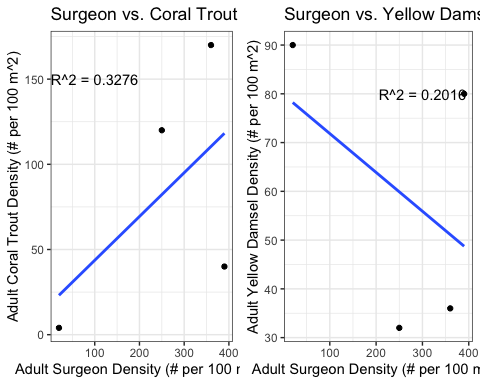 Surgeon vs. Coral Trout
R^2 = 0.3276
150
100
50
0
100 200 300 400
Adult Coral Trout Density (# per 100 m^2)
Adult Surgeon Density (# per 100 m
Surgeon vs. Yellow Dams
R^2 = 0.2016
90
80
70
60
50
40
30
100 200 300 400
Adult Yellow Damsel Density (# per 100 m^2)
Adult Surgeon Density (# per 100 m